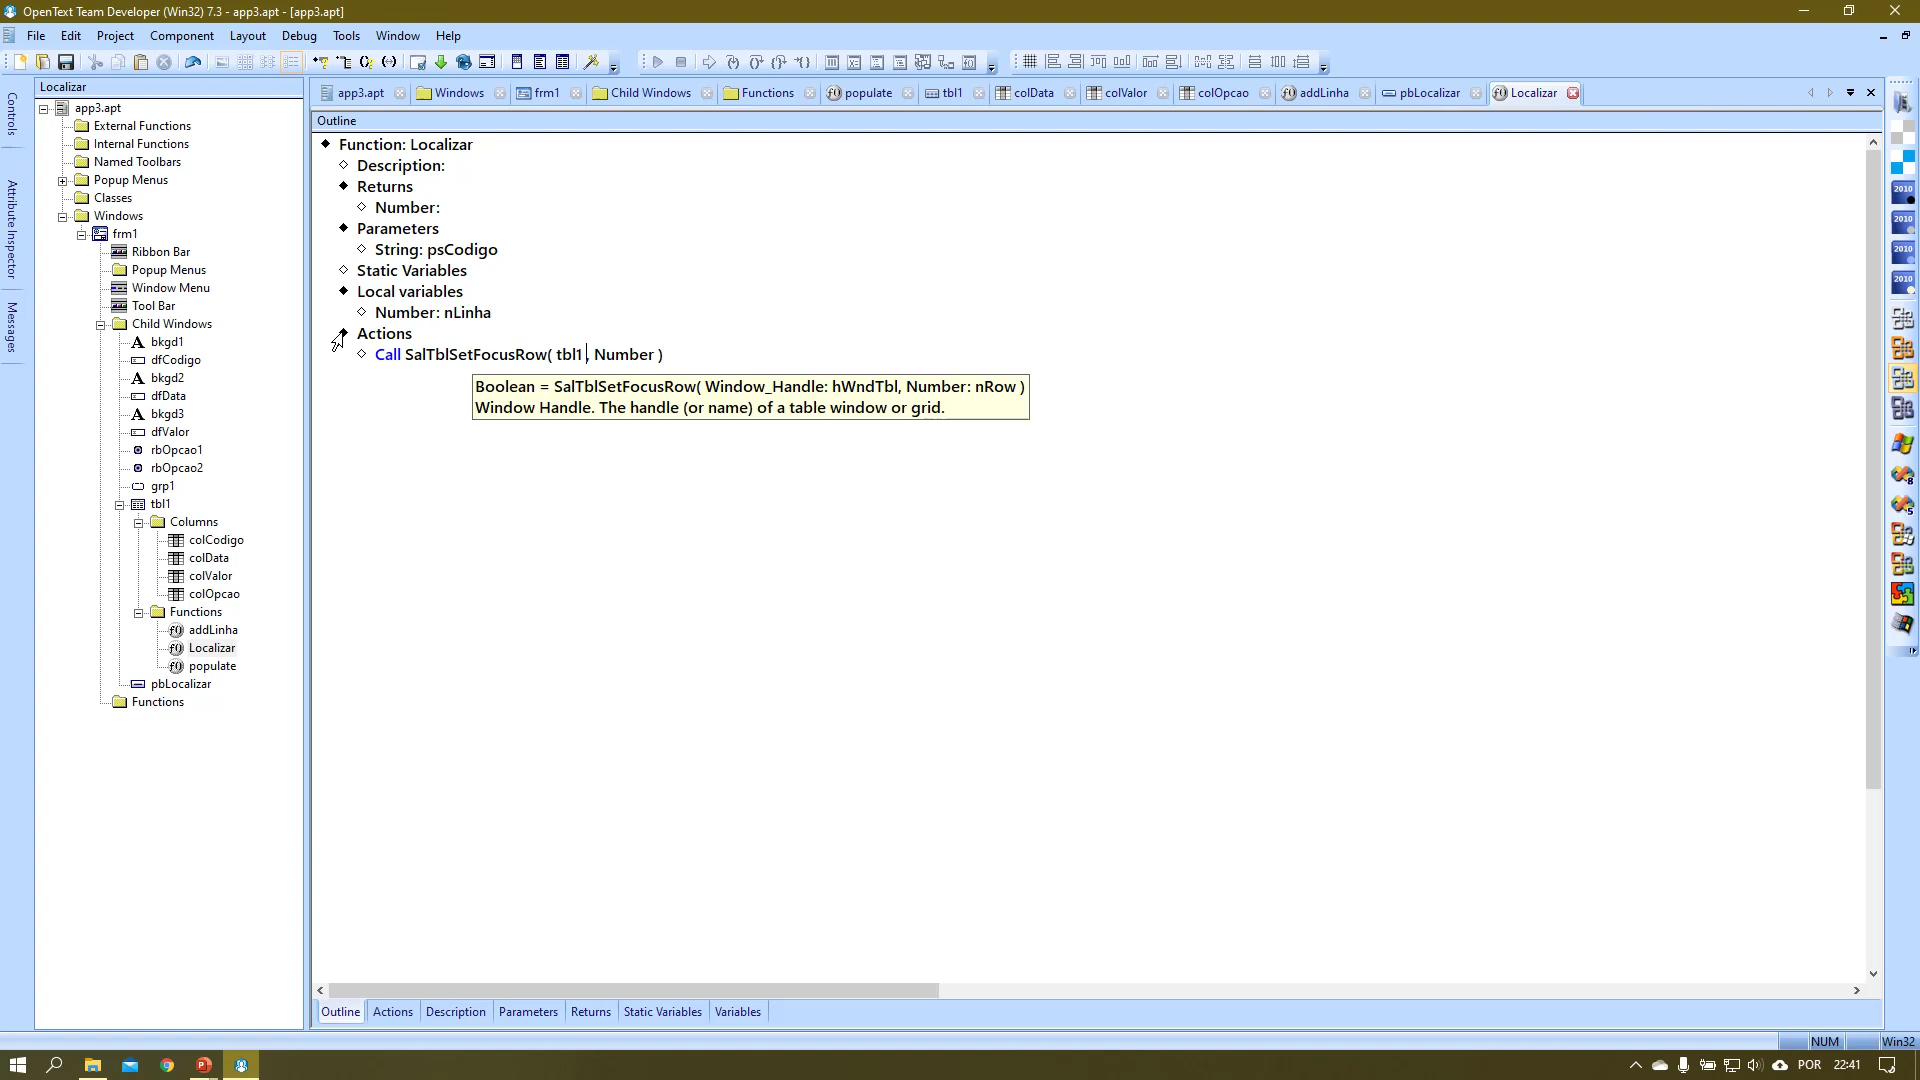 OpenText Team Developer (Win32) 7.3 - app3.apt - [app3.apt]
File Edit Project Component Layout Debug Tools Window Help
Localizar
app3.apt Windows frm1 Child Windows Functions populate tbl1 colData colValor colOpcao addLinha pbLocalizar Localizar
Controls
Attribute Inspector
Messages
app3.apt
External Functions
Internal Functions
Named Toolbars
Popup Menus
Classes
Windows
frm1
Ribbon Bar
Popup Menus
Window Menu
Tool Bar
Child Windows
bkgd1
dfCodigo
bkgd2
dfData
bkgd3
dfValor
rbOpcao1
rbOpcao2
grp1
tbl1
Columns
colCodigo
colData
colValor
colOpcao
Functions
addLinha
Localizar
populate
pbLocalizar
Functions
Outline
Function: Localizar
Description:
Returns
Number:
Parameters
String: psCodigo
Static Variables
Local variables
Number: nLinha
Actions
Call SalTblSetFocusRow( tbl1 , Number )
Boolean = SalTblSetFocusRow( Window_Handle: hWndTbl, Number: nRow )
Window Handle. The handle (or name) of a table window or grid.
2010
2010
2010
2010
Outline Actions Description Parameters Returns Static Variables Variables
NUM Win32
POR 22:41